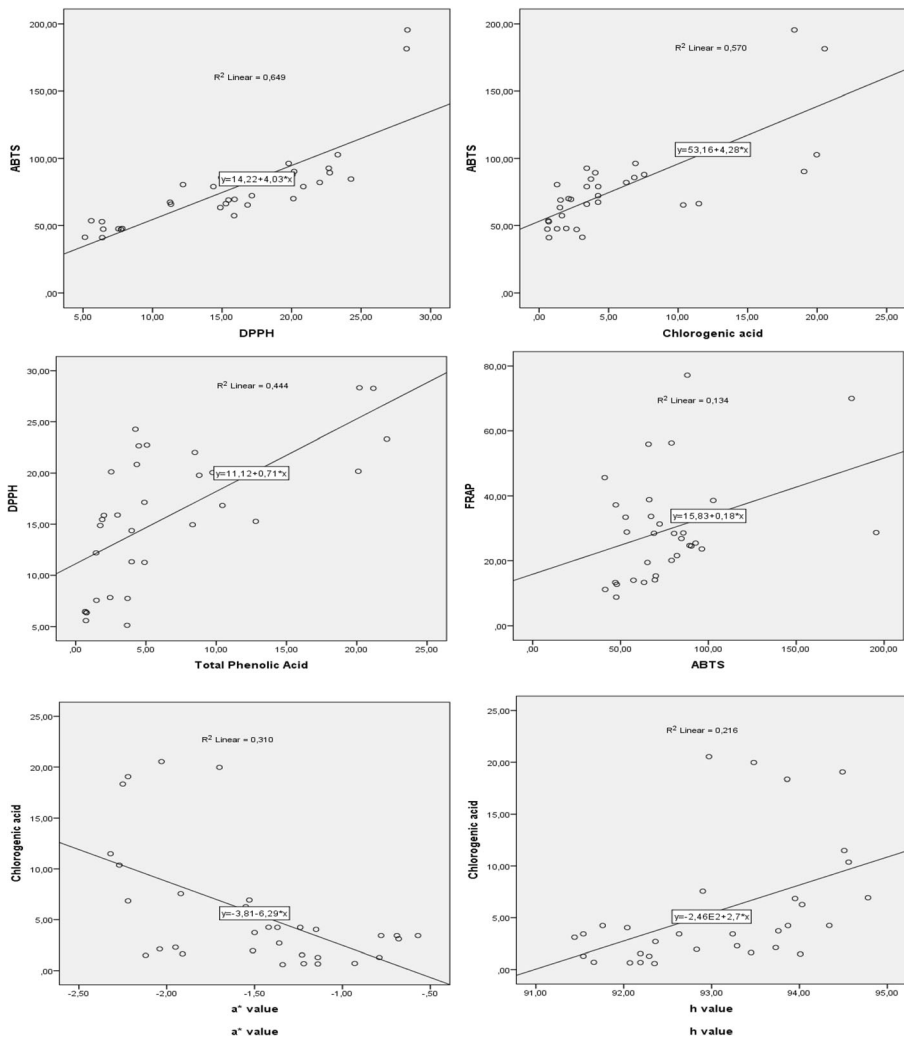 200,00
150,00
100,00
50,00
,00
ABTS
R2 Linear = 0,649
y=14,22+4,03*x
5,00 10,00 15,00 20,00 25,00 30,00
DPPH
200,00
150,00
100,00
50,00
,00
ABTS
R2 Linear = 0,570
y=53,16+4,28*x
,00 5,00 10,00 15,00 20,00 25,00
Chlorogenic acid
30,00
25,00
20,00
15,00
10,00
5,00
DPPH
R2 Linear = 0,444
y=11,12+0,71*x
,00 5,00 10,00 15,00 20,00 25,00
Total Phenolic Acid
80,00
60,00
40,00
20,00
,00
FRAP
R2 Linear = 0,134
y=15,83+0,18*x
,00 50,00 100,00 150,00 200,00
ABTS
25,00
20,00
15,00
10,00
5,00
,00
Chlorogenic acid
R2 Linear = 0,310
y=-3,81-6,29*x
-2,50 -2,00 -1,50 -1,00 -,50
a* value
a* value
25,00
20,00
15,00
10,00
5,00
,00
Chlorogenic acid
R2 Linear = 0,216
y=-2,46E2+2,7*x
91,00 92,00 93,00 94,00 95,00
h value
h value